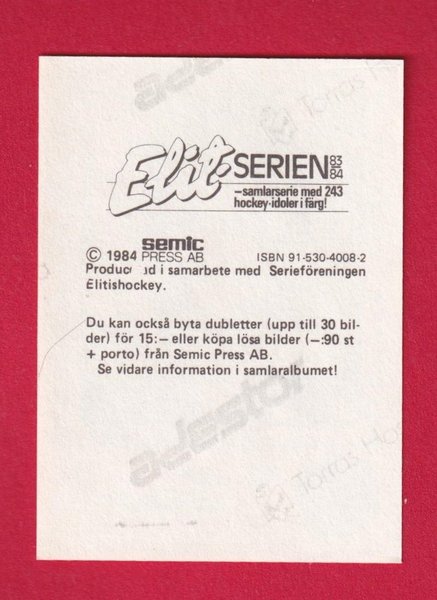 Elit-SERIEN 83 84
–samlarserie med 243
hockey-idoler i färg!
semic
© 1984 PRESS AB ISBN 91-530-4008-2
ad i samarbete med Serieföreningen
Elitishockey.
Du kan också byta dubletter (upp till 30 bil-
der) för 15:– eller köpa lösa bilder (–:90 st
+ porto) från Semic Press AB.
Se vidare information i samlaralbumet!
adestor
adestor